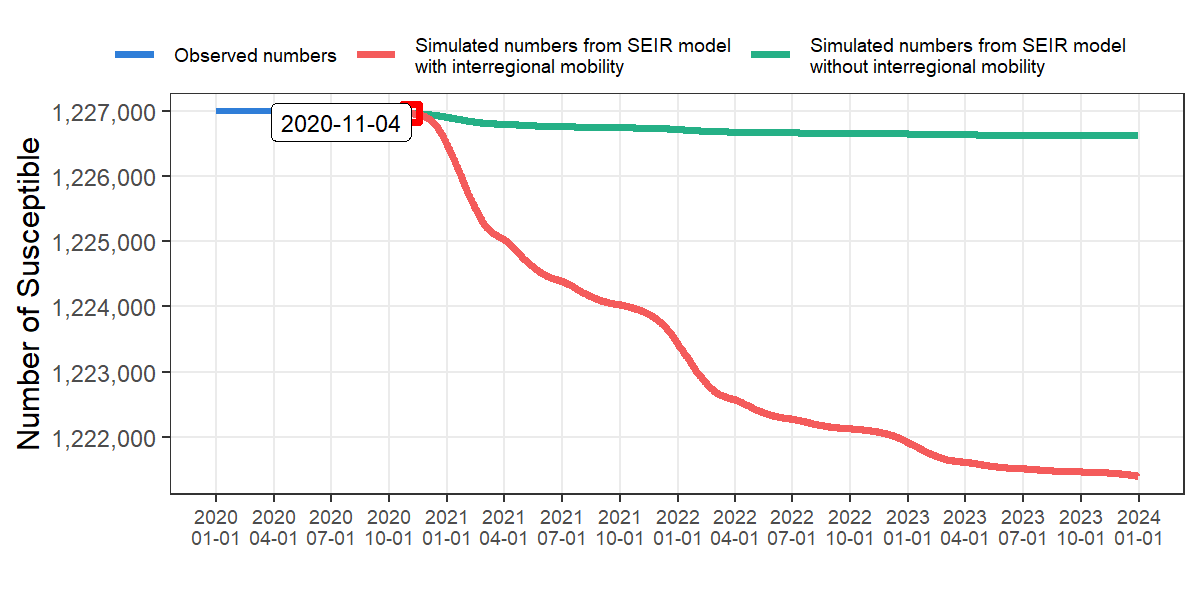 Observed numbers
Simulated numbers from SEIR model
with interregional mobility
Simulated numbers from SEIR model
without interregional mobility
Number of Susceptible
1,227,000
1,226,000
1,225,000
1,224,000
1,223,000
1,222,000
2020-11-04
2020 2020 2020 2020 2021 2021 2021 2021 2022 2022 2022 2022 2023 2023 2023 2023 2024
01-01 04-01 07-01 10-01 01-01 04-01 07-01 10-01 01-01 04-01 07-01 10-01 01-01 04-01 07-01 10-01 01-01